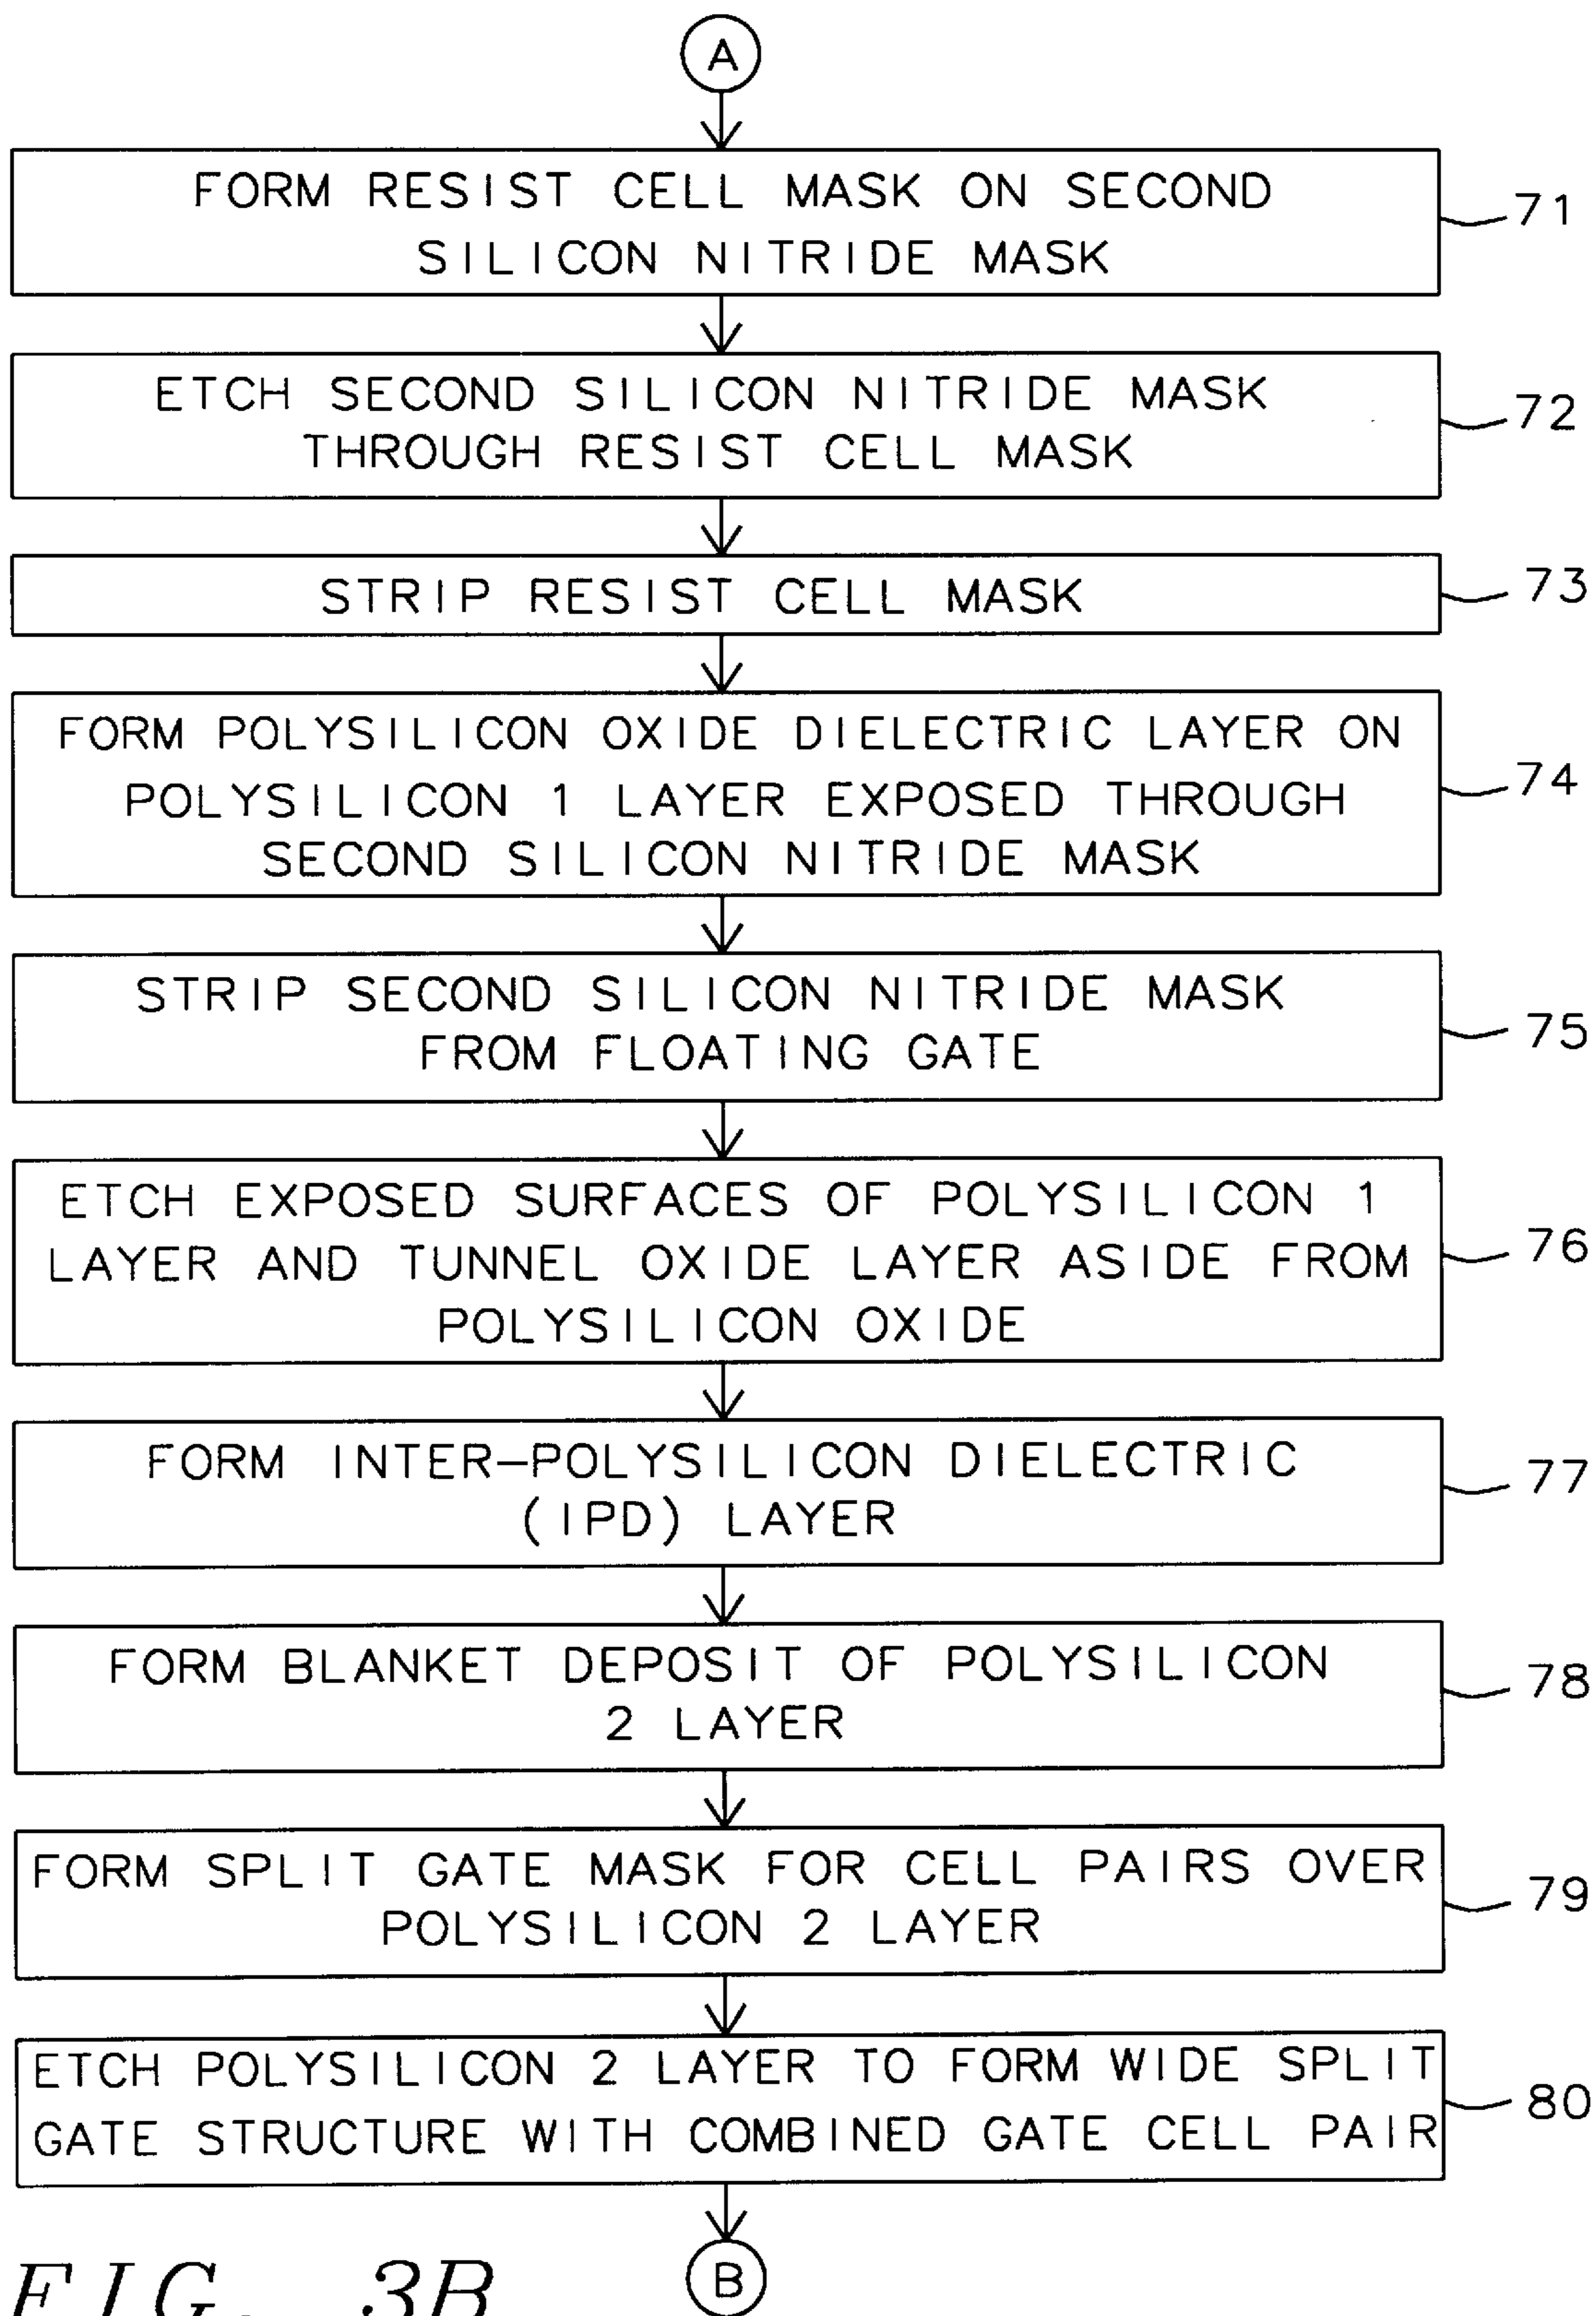 A
FORM RESIST CELL MASK ON SECOND
SILICON NITRIDE MASK
71
ETCH SECOND SILICON NITRIDE MASK
THROUGH RESIST CELL MASK
72
STRIP RESIST CELL MASK
73
FORM POLYSILICON OXIDE DIELECTRIC LAYER ON
POLYSILICON 1 LAYER EXPOSED THROUGH
SECOND SILICON NITRIDE MASK
74
STRIP SECOND SILICON NITRIDE MASK
FROM FLOATING GATE
75
ETCH EXPOSED SURFACES OF POLYSILICON 1
LAYER AND TUNNEL OXIDE LAYER ASIDE FROM
POLYSILICON OXIDE
76
FORM INTER-POLYSILICON DIELECTRIC
(IPD) LAYER
77
FORM BLANKET DEPOSIT OF POLYSILICON
2 LAYER
78
FORM SPLIT GATE MASK FOR CELL PAIRS OVER
POLYSILICON 2 LAYER
79
ETCH POLYSILICON 2 LAYER TO FORM WIDE SPLIT
GATE STRUCTURE WITH COMBINED GATE CELL PAIR
80
B
FIG. 3B